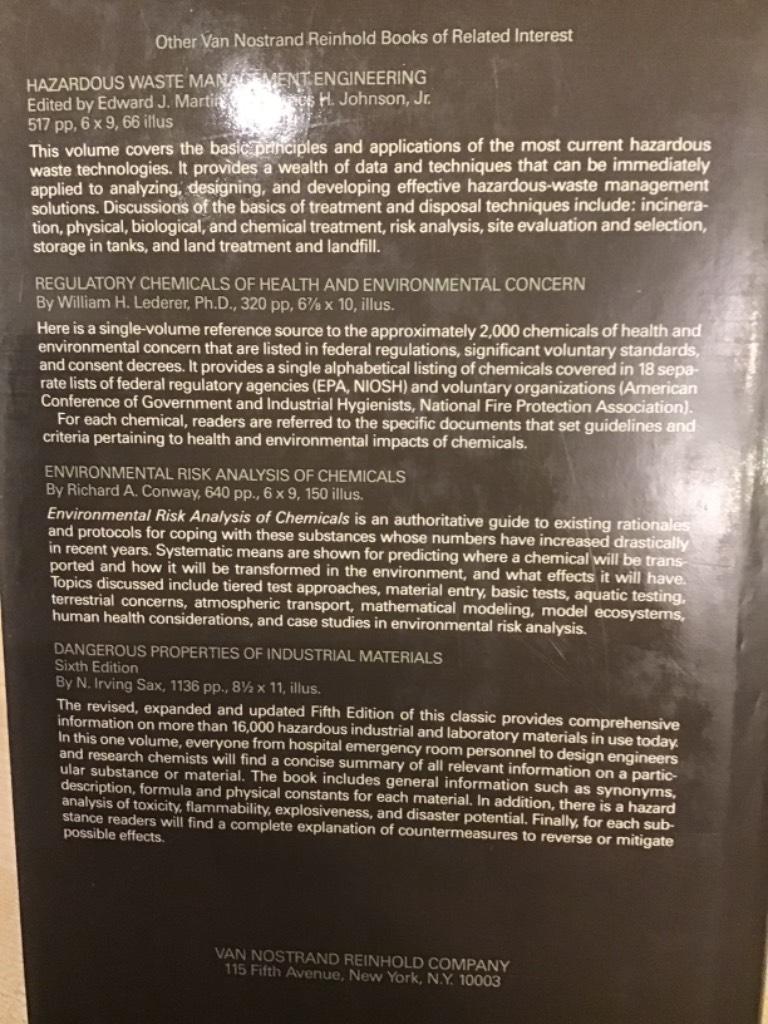 Other Van Nostrand Reinhold Books of Related Interest
HAZARDOUS WASTE MANAGEMENT ENGINEERING
Edited by Edward J. Martin H. Johnson, Jr.
517 pp, 6 x 9, 66 illus
This volume covers the basic principles and applications of the most current hazardous
waste technologies. It provides a wealth of data and techniques that can be immediately
applied to analyzing, designing, and developing effective hazardous-waste management
solutions. Discussions of the basics of treatment and disposal techniques include: incinera-
tion, physical, biological, and chemical treatment, risk analysis, site evaluation and selection,
storage in tanks, and land treatment and landfill.
REGULATORY CHEMICALS OF HEALTH AND ENVIRONMENTAL CONCERN
By William H. Lederer, Ph.D., 320 pp, 6⅞ x 10, illus.
Here is a single-volume reference source to the approximately 2,000 chemicals of health and
environmental concern that are listed in federal regulations, significant voluntary standards,
and consent decrees. It provides a single alphabetical listing of chemicals covered in 18 sepa-
rate lists of federal regulatory agencies (EPA, NIOSH) and voluntary organizations (American
Conference of Government and Industrial Hygienists, National Fire Protection Association).
For each chemical, readers are referred to the specific documents that set guidelines and
criteria pertaining to health and environmental impacts of chemicals.
ENVIRONMENTAL RISK ANALYSIS OF CHEMICALS
By Richard A. Conway, 640 pp., 6 x 9, 150 illus.
Environmental Risk Analysis of Chemicals is an authoritative guide to existing rationales
and protocols for coping with these substances whose numbers have increased drastically
in recent years. Systematic means are shown for predicting where a chemical will be trans-
ported and how it will be transformed in the environment, and what effects it will have.
Topics discussed include tiered test approaches, material entry, basic tests, aquatic testing,
terrestrial concerns, atmospheric transport, mathematical modeling, model ecosystems,
human health considerations, and case studies in environmental risk analysis.
DANGEROUS PROPERTIES OF INDUSTRIAL MATERIALS
Sixth Edition
By N. Irving Sax, 1136 pp., 8½ x 11, illus.
The revised, expanded and updated Fifth Edition of this classic provides comprehensive
information on more than 16,000 hazardous industrial and laboratory materials in use today.
In this one volume, everyone from hospital emergency room personnel to design engineers
and research chemists will find a concise summary of all relevant information on a partic-
ular substance or material. The book includes general information such as synonyms,
description, formula and physical constants for each material. In addition, there is a hazard
analysis of toxicity, flammability, explosiveness, and disaster potential. Finally, for each sub-
stance readers will find a complete explanation of countermeasures to reverse or mitigate
possible effects.
VAN NOSTRAND REINHOLD COMPANY
115 Fifth Avenue, New York, N.Y. 10003